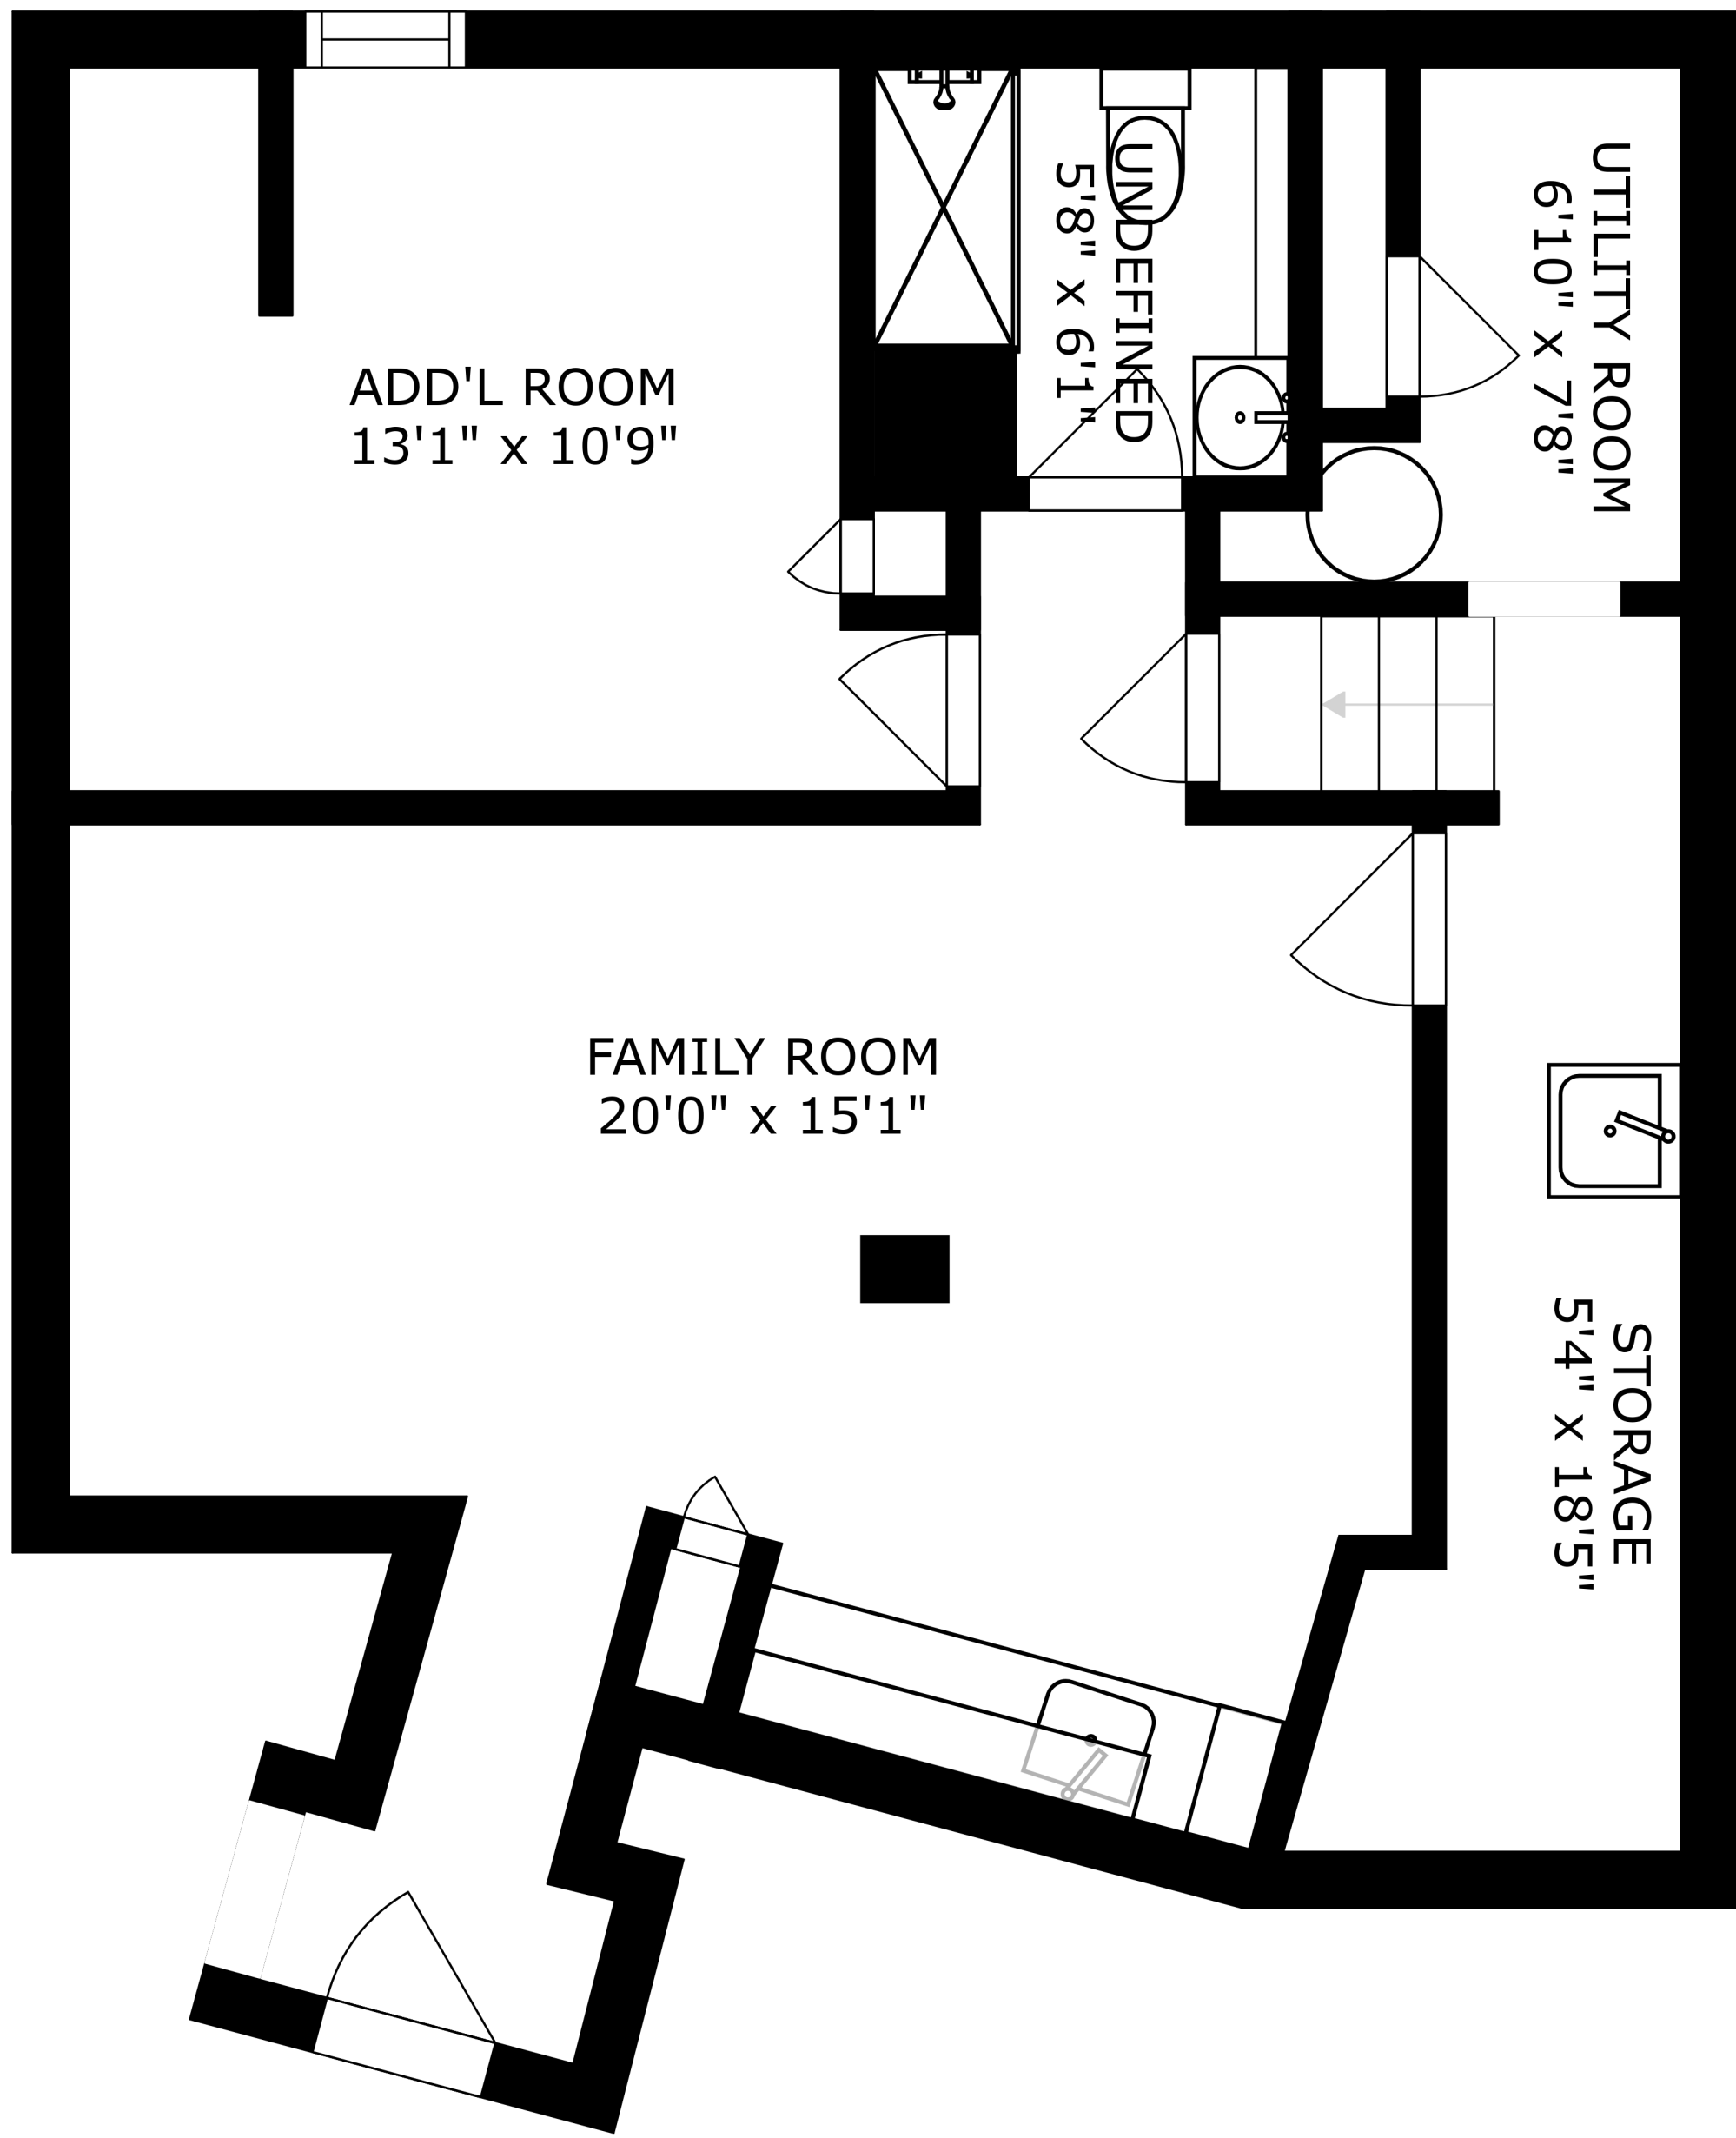 ADD'L ROOM
13'1" x 10'9"
UNDEFINED
5'8" x 6'1"
UTILITY ROOM
6'10" x 7'8"
FAMILY ROOM
20'0" x 15'1"
STORAGE
5'4" x 18'5"